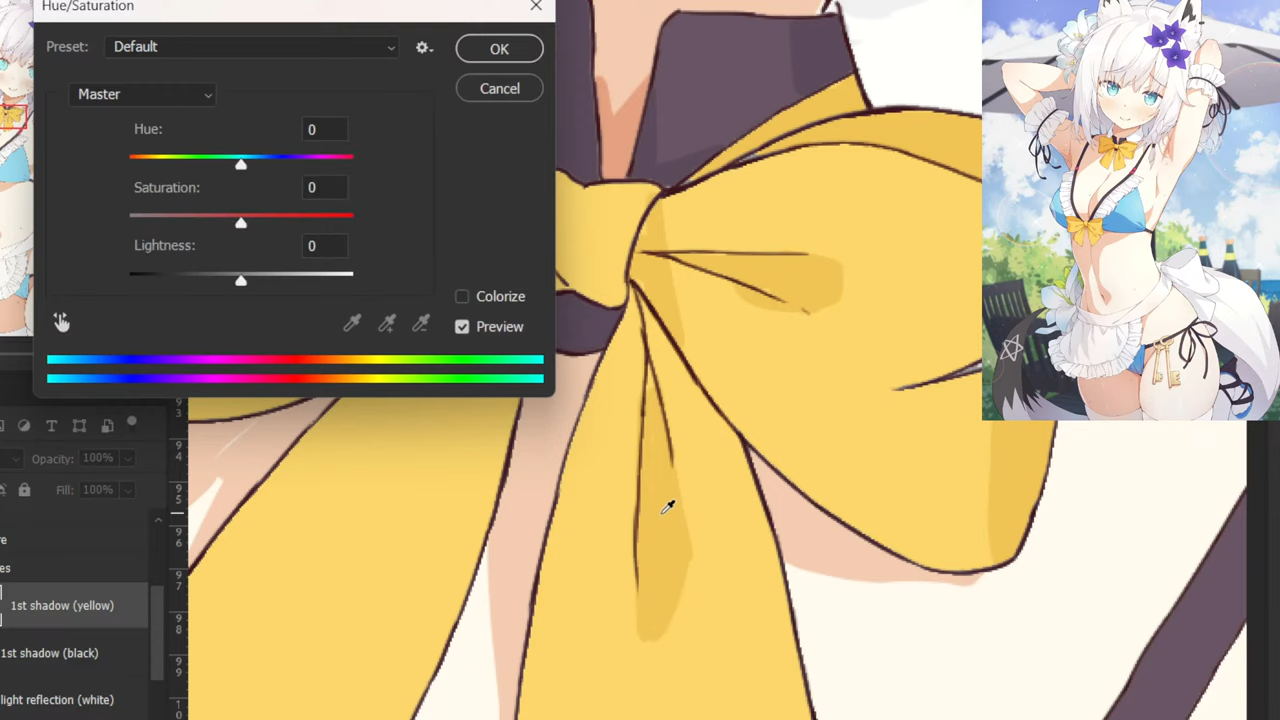 Hue/Saturation
Preset: Default
OK
Master
Cancel
Hue: 0
Saturation: 0
Lightness: 0
Colorize
Preview
Opacity: 100%
Fill: 100%
1st shadow (yellow)
1st shadow (black)
light reflection (white)